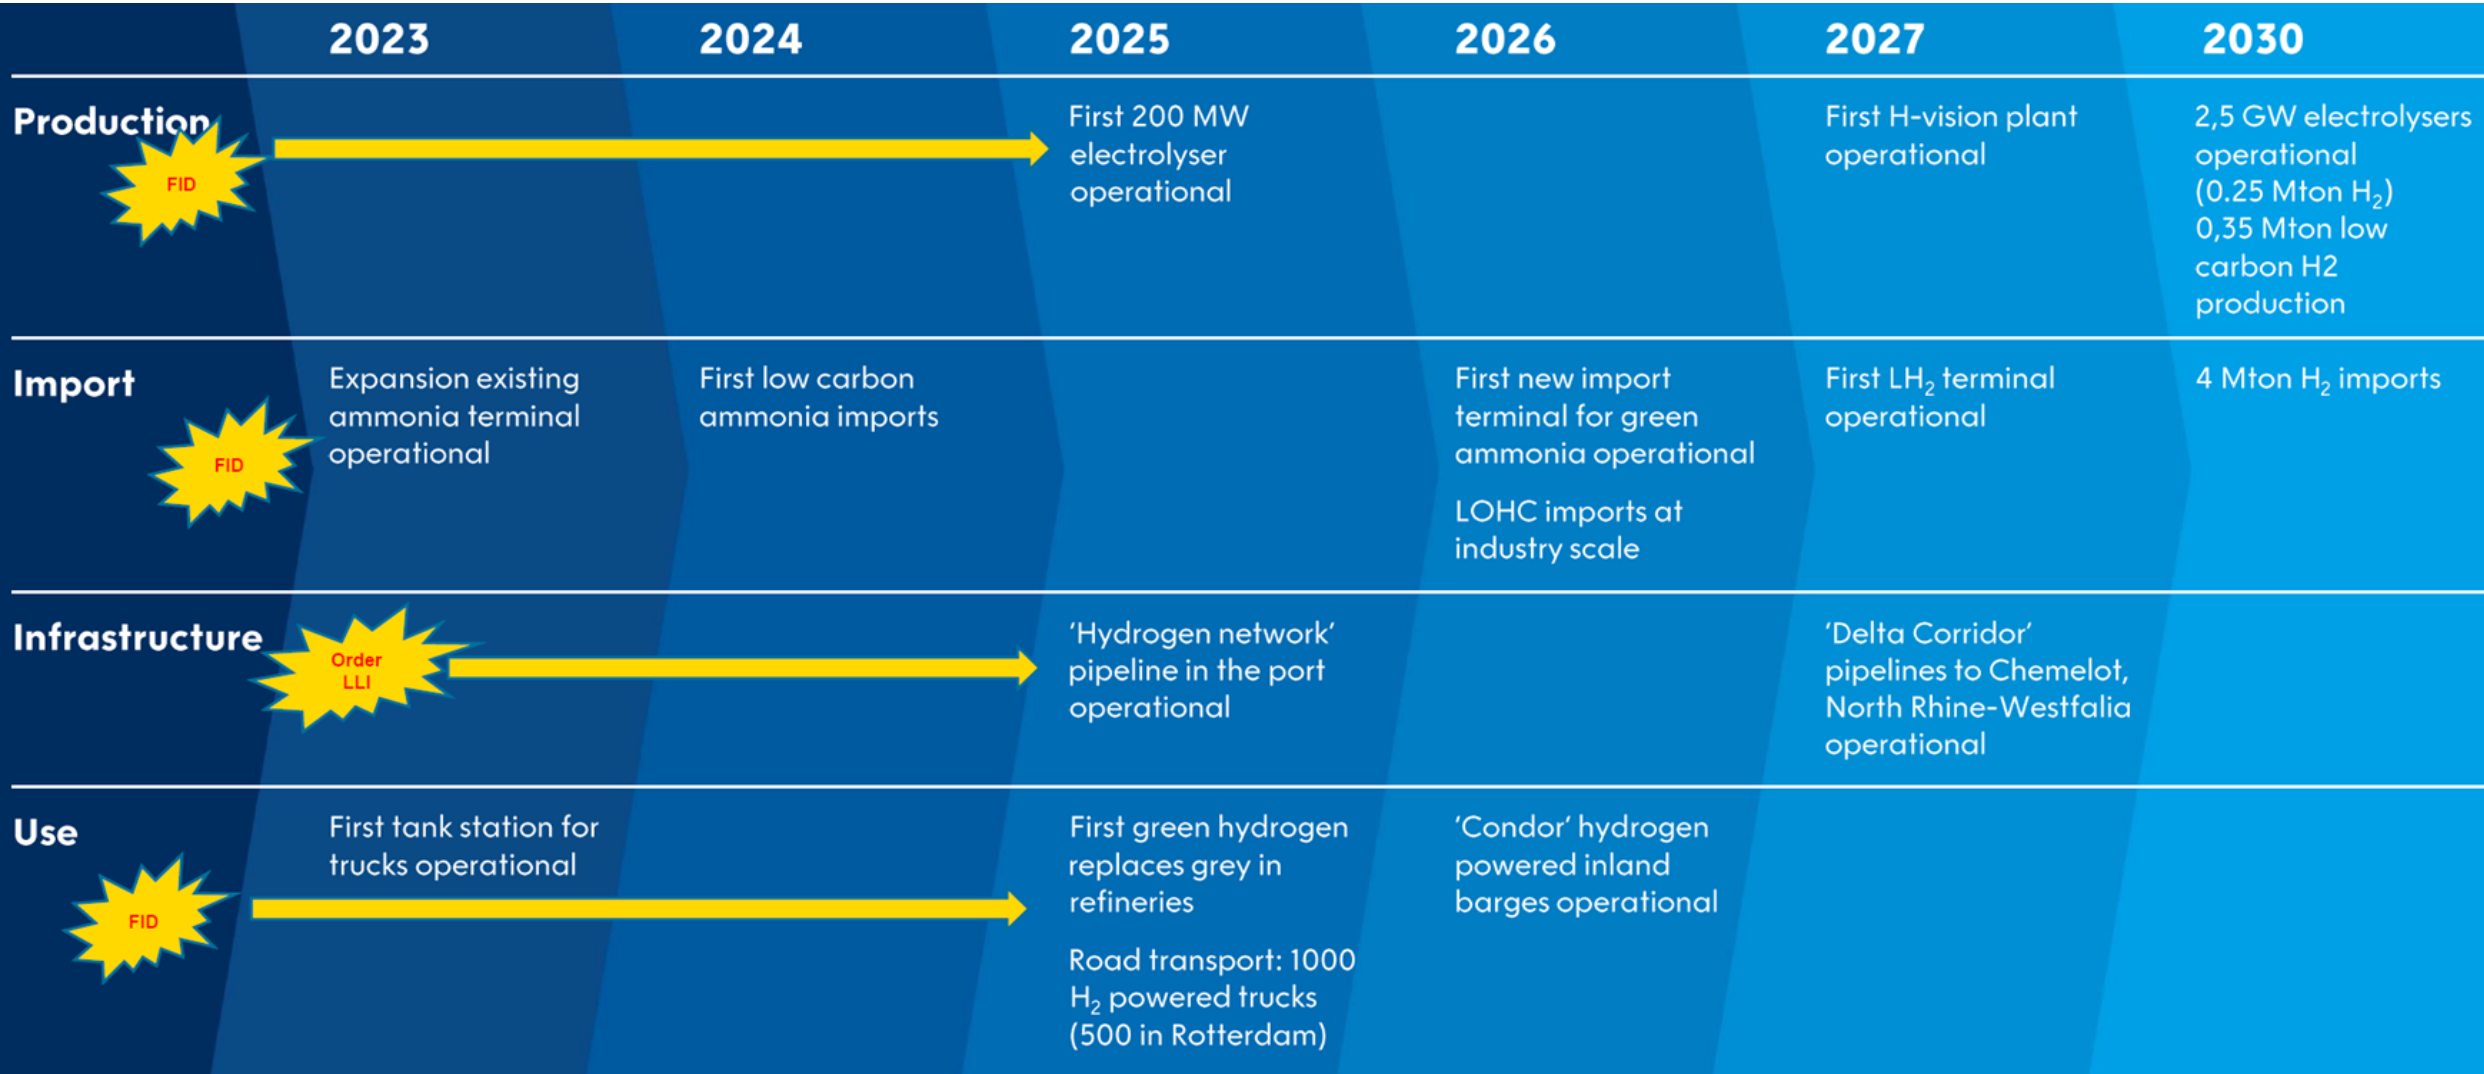 2023
2024
2025
2026
2027
2030
Production
FID
First 200 MW
electrolyser
operational
First H-vision plant
operational
2,5 GW electrolysers
operational
(0.25 Mton H₂)
0,35 Mton low
carbon H2
production
Import
FID
Expansion existing
ammonia terminal
operational
First low carbon
ammonia imports
First new import
terminal for green
ammonia operational
LOHC imports at
industry scale
First LH₂ terminal
operational
4 Mton H₂ imports
Infrastructure
Order
LLI
‘Hydrogen network’
pipeline in the port
operational
‘Delta Corridor’
pipelines to Chemelot,
North Rhine-Westfalia
operational
Use
FID
First tank station for
trucks operational
First green hydrogen
replaces grey in
refineries
Road transport: 1000
H₂ powered trucks
(500 in Rotterdam)
‘Condor’ hydrogen
powered inland
barges operational